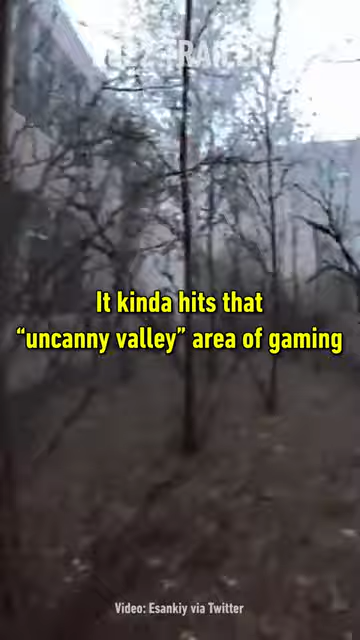 It kinda hits that
“uncanny valley” area of gaming
Video: Esankiy via Twitter